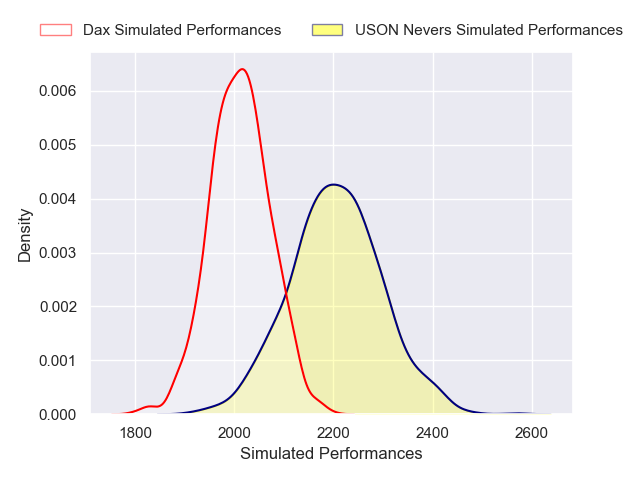 Dax Simulated Performances USON Nevers Simulated Performances
0.006
0.005
0.004
0.003
0.002
0.001
0.000
Density
1800 2000 2200 2400 2600
Simulated Performances